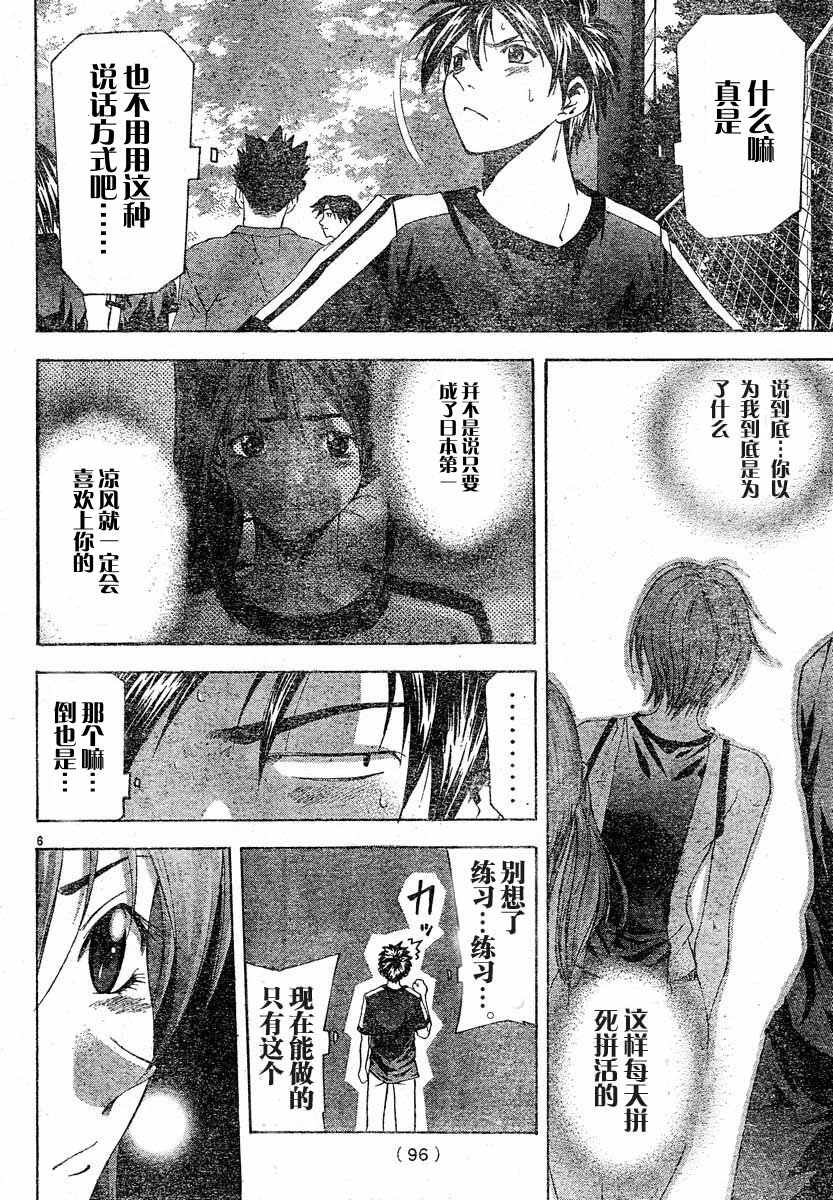 什么嘛
真是
也不用用这种
说话方式吧……
说到底…你以
为我到底是为
了什么
这样每天拼
死拼活的
并不是说只要
成了日本第一
凉风就一定会
喜欢上你的
………
那个嘛…
倒也是…
6
别想了
练习…练习…。
カッ
现在能做的
只有这个
(96)